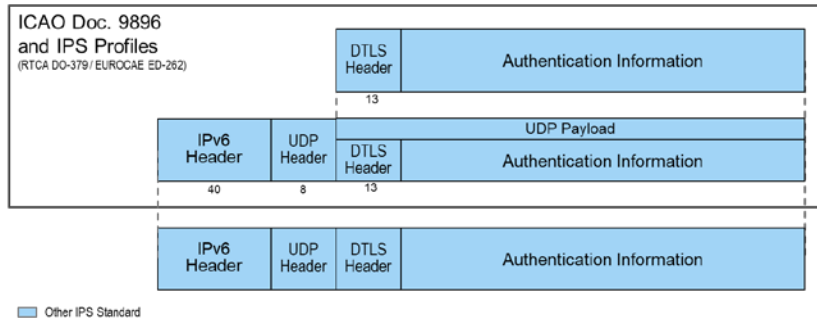 ICAO Doc. 9896
and IPS Profiles
(RTCA DO-379/ EUROCAE ED-262)
DTLS
Header
Authentication Information
13
IPv6
Header
UDP
Header
UDP Payload
DTLS
Header
Authentication Information
40
8
13
IPv6
Header
UDP
Header
DTLS
Header
Authentication Information
Other IPS Standard